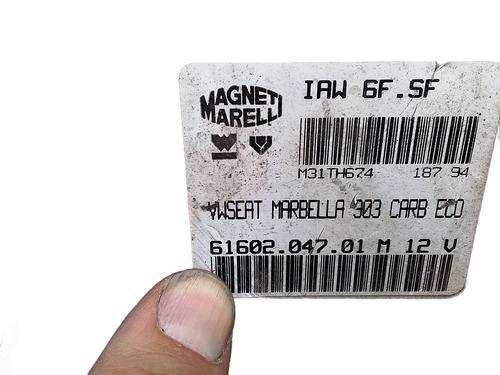 MAGNETI MARELLI
IAW 6F.SF
M31TH674 187 94
VWSEAT MARBELLA 903 CARB ECO
61602.047.01 M 12 V